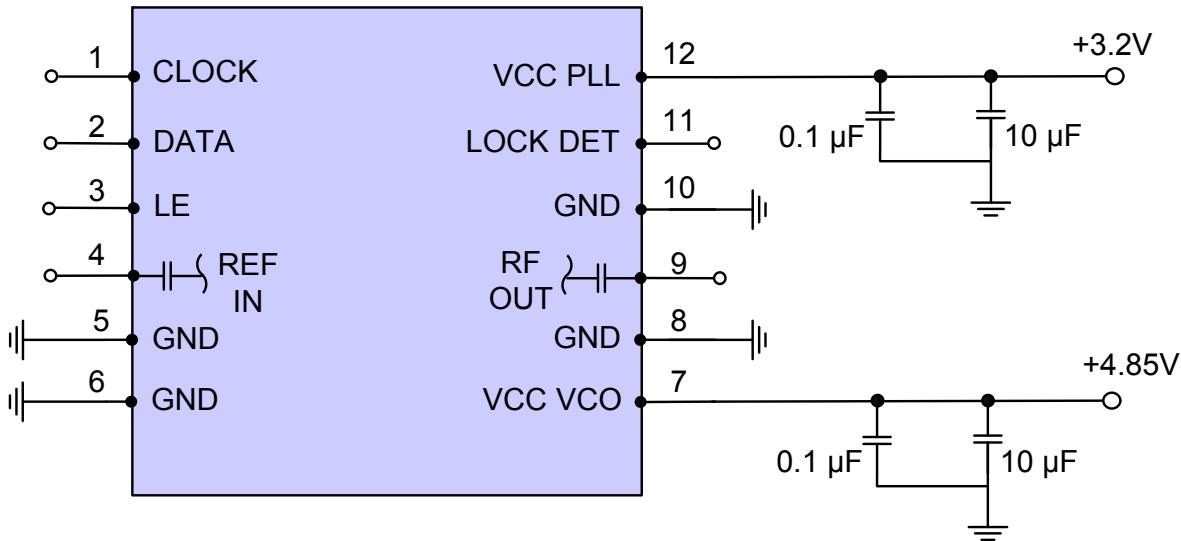 1
CLOCK
2
DATA
3
LE
4
REF
IN
5
GND
6
GND
VCC PLL
12
LOCK DET
11
GND
10
RF
OUT
9
GND
8
VCC VCO
7
+3.2V
0.1 µF
10 µF
+4.85V
0.1 µF
10 µF